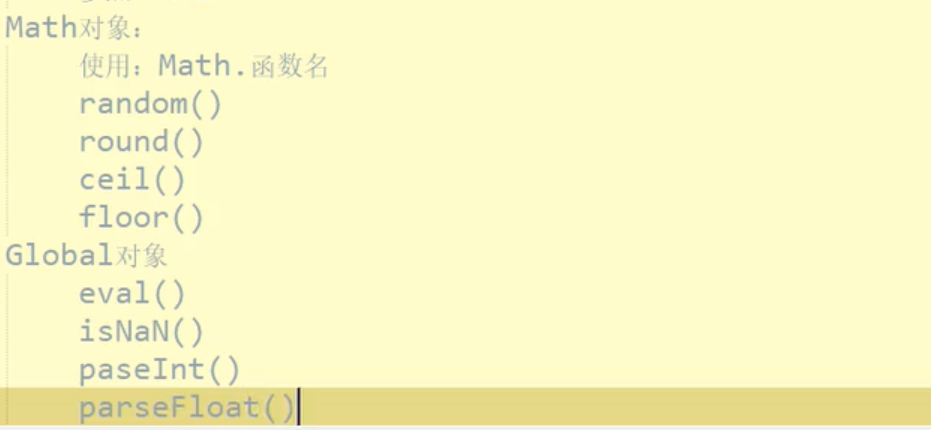 Math对象:
使用: Math.函数名
random()
round()
ceil()
floor()
Global对象
eval()
isNaN()
paseInt()
parseFloat()